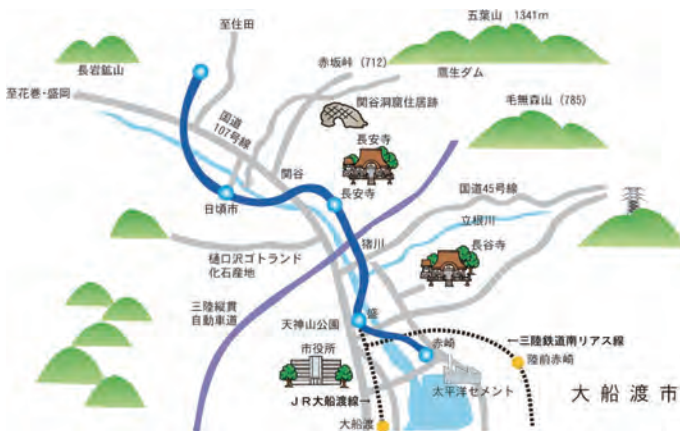 五葉山 1341m
至住田
長岩鉱山
赤坂峠（712）
鷹生ダム
至花巻・盛岡
国道
107号線
関谷洞窟住居跡
毛無森山（785）
長安寺
関谷
国道45号線
日頃市
長安寺
立根川
猪川
長谷寺
樋口沢ゴトランド
化石産地
三陸縦貫
自動車道
盛
天神山公園
赤崎
←三陸鉄道南リアス線
市役所
陸前赤崎
太平洋セメント
大船渡市
JR大船渡線→
大船渡